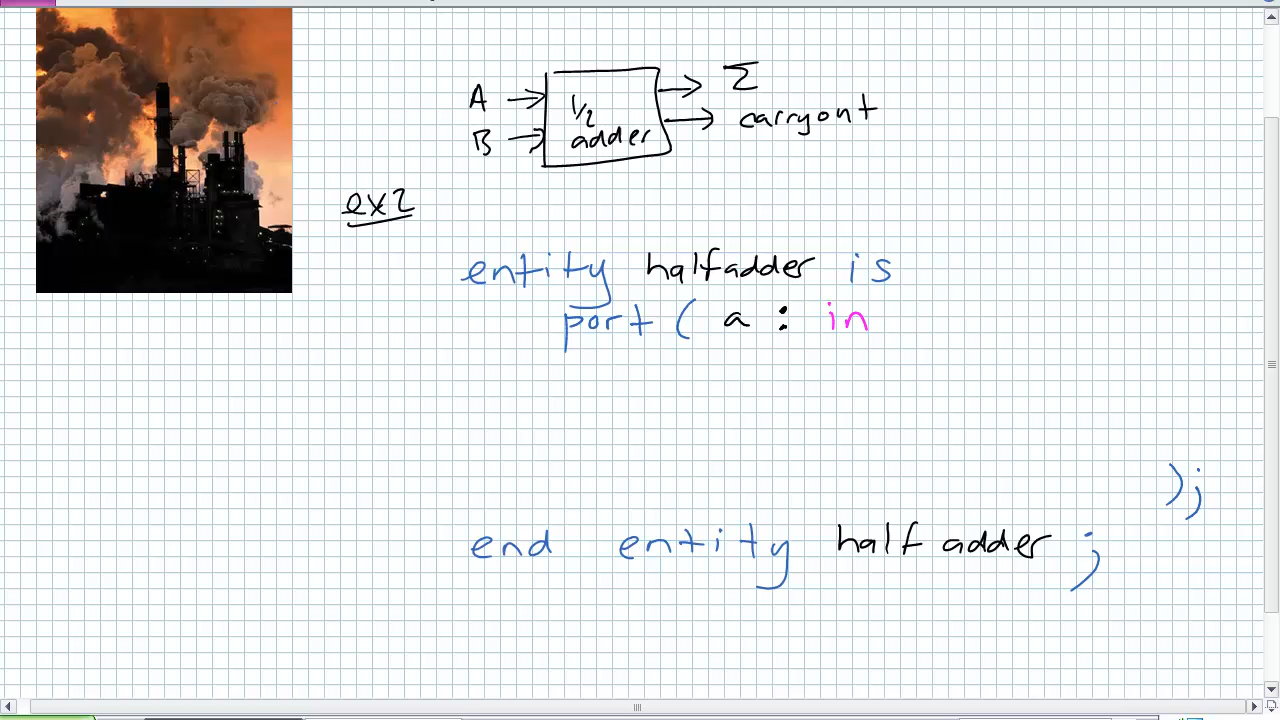 A
B
1/2
adder
Σ
carryout
ex2
entity halfadder is
port ( a : in
);
end entity halfadder ;